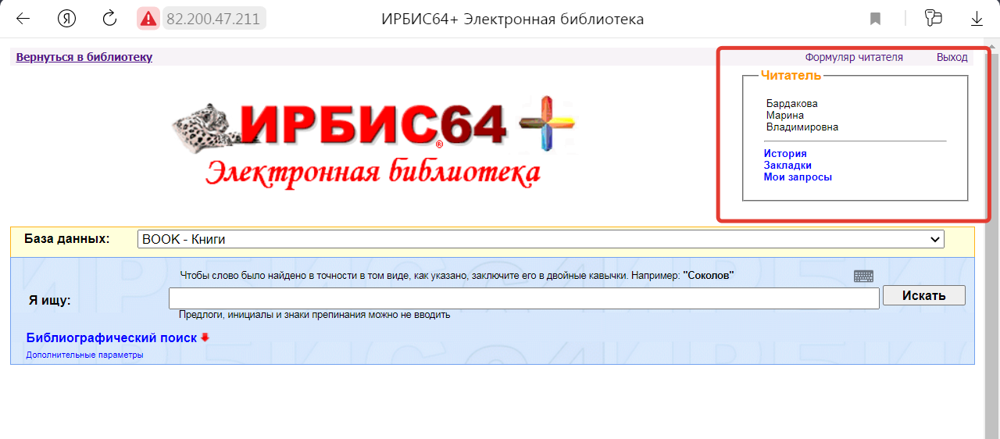 82.200.47.211 ИРБИС64+ Электронная библиотека
Вернуться в библиотеку
Формуляр читателя Выход
Читатель
Бардакова
Марина
Владимировна
История
Закладки
Мои запросы
ИРБИС64
Электронная библиотека
База данных: BOOK - Книги
Чтобы слово было найдено в точности в том виде, как указано, заключите его в двойные кавычки. Например: "Соколов"
Я ищу: Искать
Предлоги, инициалы и знаки препинания можно не вводить
Библиографический поиск
Дополнительные параметры